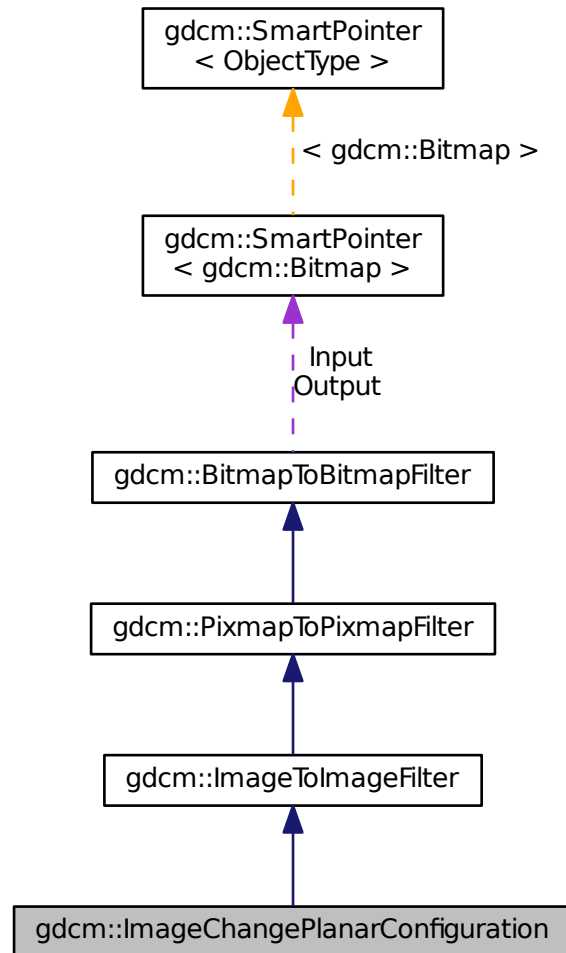 gdcm::SmartPointer
< ObjectType >
< gdcm::Bitmap >
gdcm::SmartPointer
< gdcm::Bitmap >
Input
Output
gdcm::BitmapToBitmapFilter
gdcm::PixmapToPixmapFilter
gdcm::ImageToImageFilter
gdcm::ImageChangePlanarConfiguration